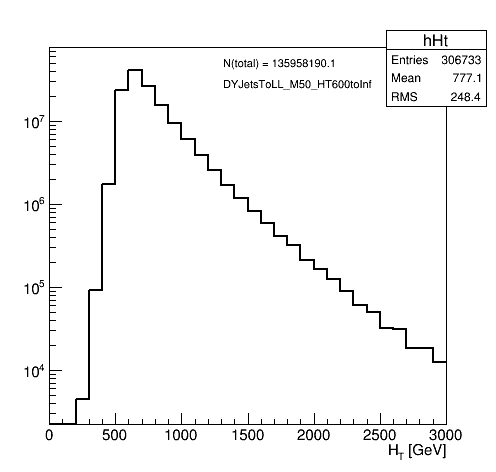 hHt
Entries 306733
Mean 777.1
RMS 248.4
N(total) = 135958190.1
DYJetsToLL_M50_HT600toInf
10^7
10^6
10^5
10^4
0 500 1000 1500 2000 2500 3000
H_T [GeV]